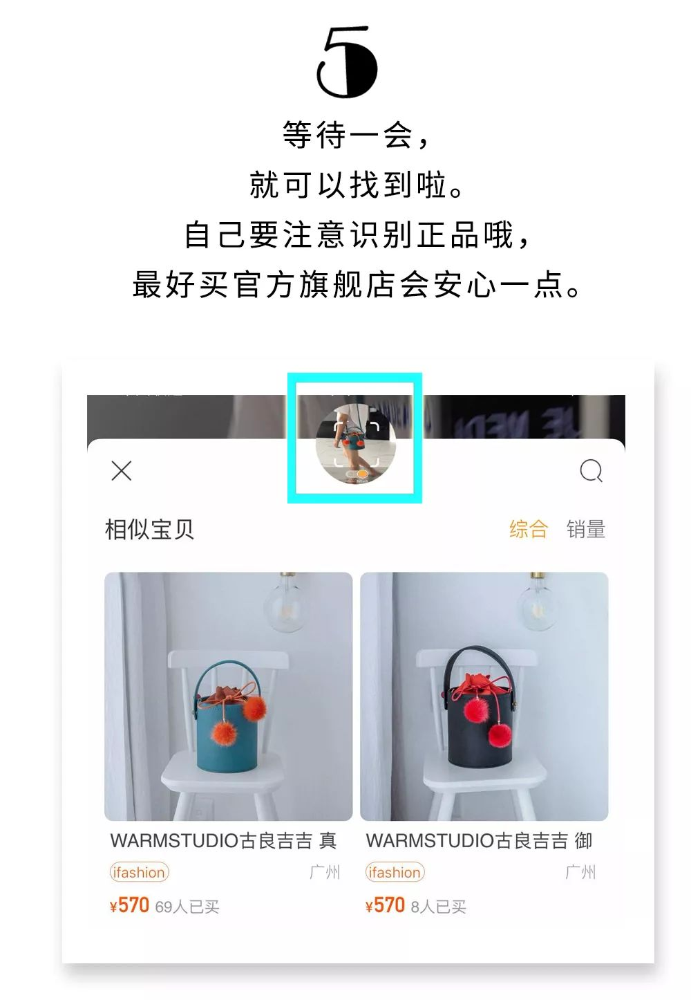 5
等待一会，
就可以找到啦。
自己要注意识别正品哦，
最好买官方旗舰店会安心一点。
相似宝贝
综合 销量
WARMSTUDIO古良吉吉 真
ifashion 广州
¥570 69人已买
WARMSTUDIO古良吉吉 御
ifashion 广州
¥570 8人已买